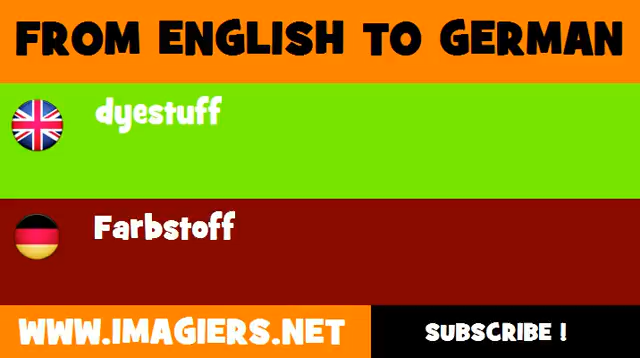 FROM ENGLISH TO GERMAN
dyestuff
Farbstoff
WWW.IMAGIERS.NET
SUBSCRIBE !